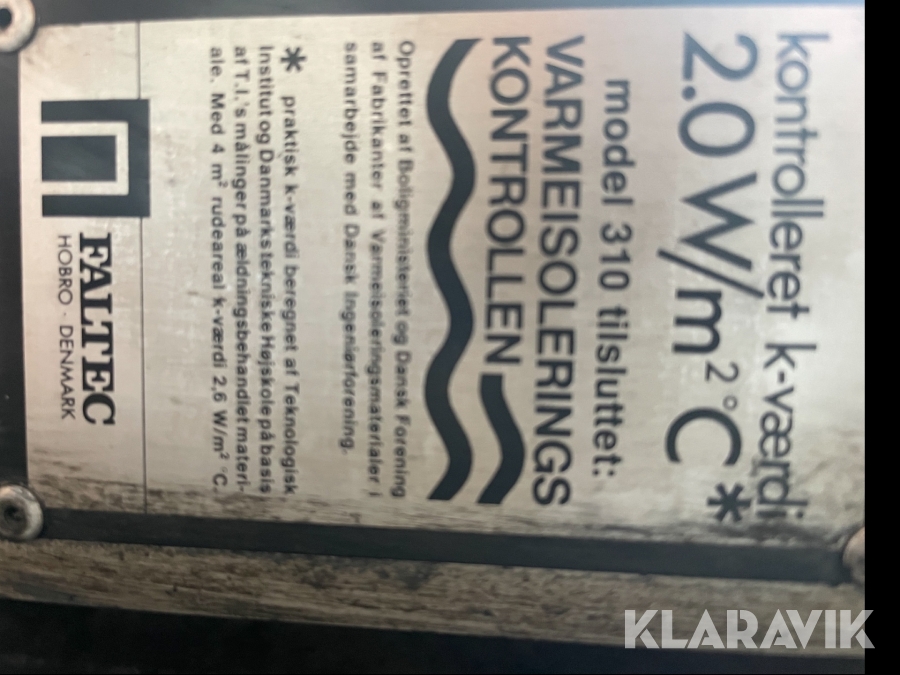 kontrolleret k-værdi
2.0 W/m² °C *
model 310 tilsluttet:
VARMEISOLERINGS
KONTROLLEN
Oprettet af Boligministeriet og Dansk Forening
af Fabrikanter af Varmeisoleringsmaterialer i
samarbejde med Dansk Ingeniørforening.
* praktisk k-værdi beregnet af Teknologisk
Institut og Danmarks tekniske Højskole på basis
af T.I.'s målinger på ældningsbehandlet materi-
ale. Med 4 m² rudeareal k-værdi 2,6 W/m² °C.
FALTEC
HOBRO · DENMARK
KLARAVIK